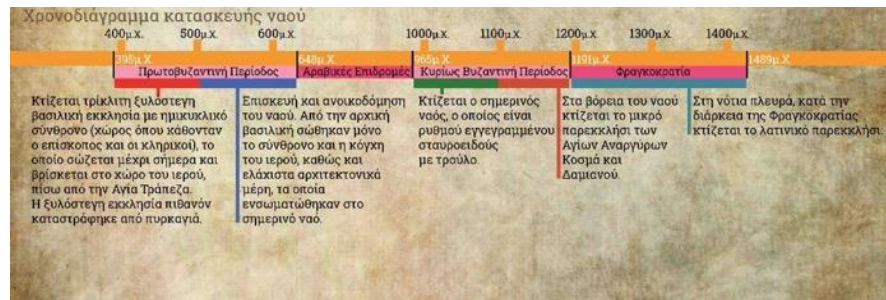 Χρονοδιάγραμμα κατασκευής ναού
400μ.χ. 500μ.χ. 600μ.χ. 1000μ.χ. 1100μ.χ. 1200μ.χ. 1300μ.χ. 1400μ.χ.
395μ.Χ. 648μ.Χ. 965μ.Χ. 1191μ.Χ. 1489μ.Χ.
Πρωτοβυζαντινή Περίοδος Αραβικές Επιδρομές Κυρίως Βυζαντινή Περίοδος Φραγκοκρατία
Κτίζεται τρίκλιτη ξυλόστεγη
βασιλική εκκλησία με ημικυκλικό
σύνθρονο (χώρος όπου κάθονταν
ο επίσκοπος και οι κληρικοί), το
οποίο σώζεται μέχρι σήμερα και
βρίσκεται στο χώρο του ιερού,
πίσω από την Αγία Τράπεζα.
Η ξυλόστεγη εκκλησία πιθανόν
καταστράφηκε από πυρκαγιά.
Επισκευή και ανοικοδόμηση
του ναού. Από την αρχική
βασιλική σώθηκαν μόνο
το σύνθρονο και η κόγχη
του ιερού, καθώς και
ελάχιστα αρχιτεκτονικά
μέρη, τα οποία
ενσωματώθηκαν στο
σημερινό ναό.
Κτίζεται ο σημερινός
ναός, ο οποίος είναι
ρυθμού εγγεγραμμένου
σταυροειδούς
με τρούλο.
Στα βόρεια του ναού
κτίζεται το μικρό
παρεκκλήσι των
Αγίων Αναργύρων
Κοσμά και
Δαμιανού.
Στη νότια πλευρά, κατά την
διάρκεια της Φραγκοκρατίας
κτίζεται το λατινικό παρεκκλήσι.